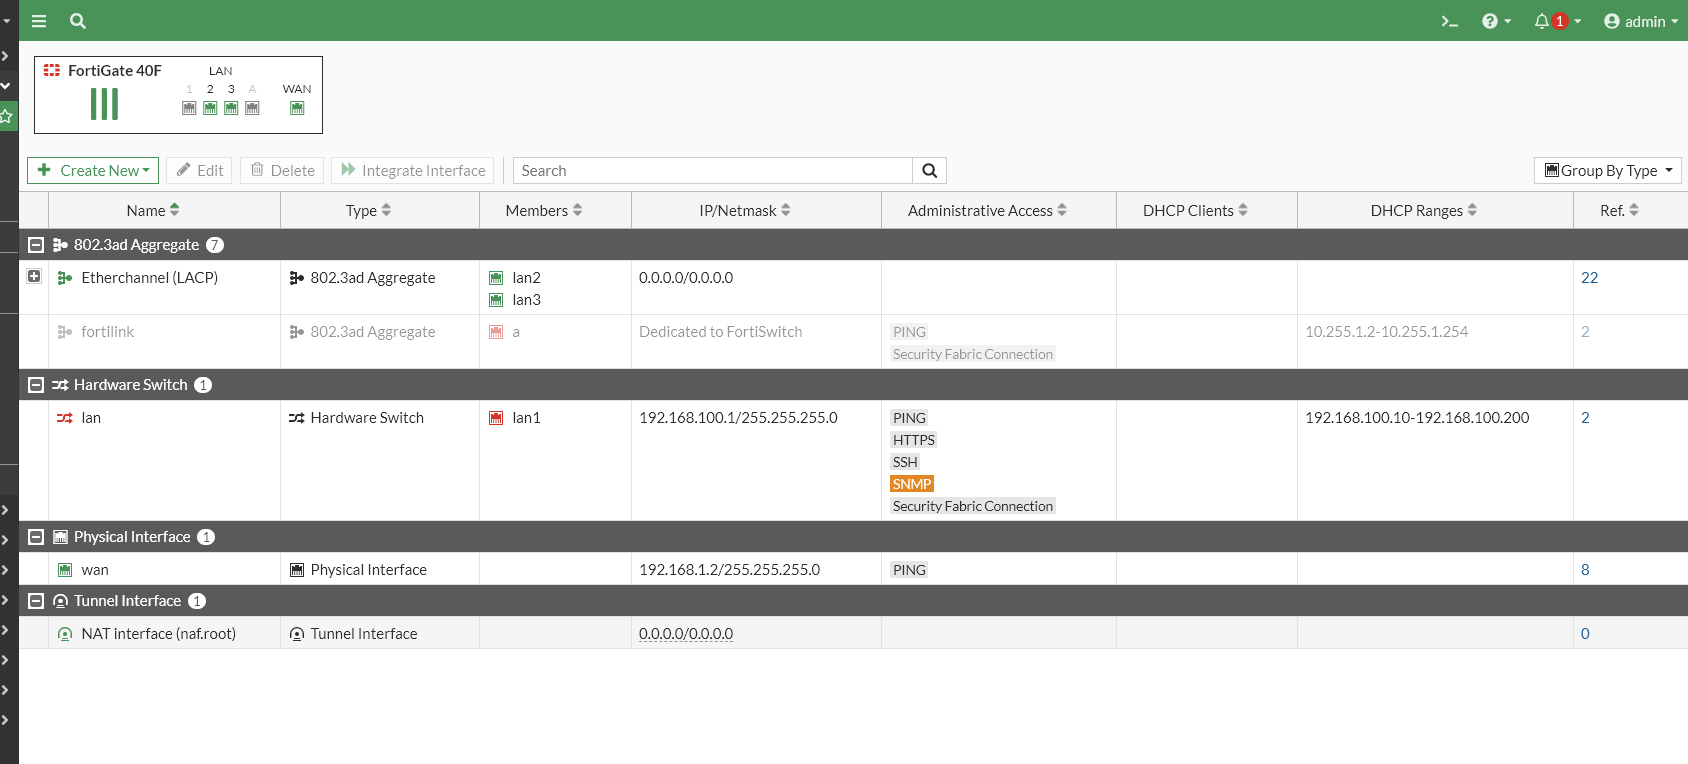 1 admin
FortiGate 40F LAN
1 2 3 A WAN
Create New Edit Delete Integrate Interface Search Group By Type
Name Type Members IP/Netmask Administrative Access DHCP Clients DHCP Ranges Ref.
802.3ad Aggregate 7
Etherchannel (LACP) 802.3ad Aggregate lan2 0.0.0.0/0.0.0.0 22
lan3
fortilink 802.3ad Aggregate a Dedicated to FortiSwitch PING 10.255.1.2-10.255.1.254 2
Security Fabric Connection
Hardware Switch 1
lan Hardware Switch lan1 192.168.100.1/255.255.255.0 PING 192.168.100.10-192.168.100.200 2
HTTPS
SSH
SNMP
Security Fabric Connection
Physical Interface 1
wan Physical Interface 192.168.1.2/255.255.255.0 PING 8
Tunnel Interface 1
NAT interface (naf.root) Tunnel Interface 0.0.0.0/0.0.0.0 0